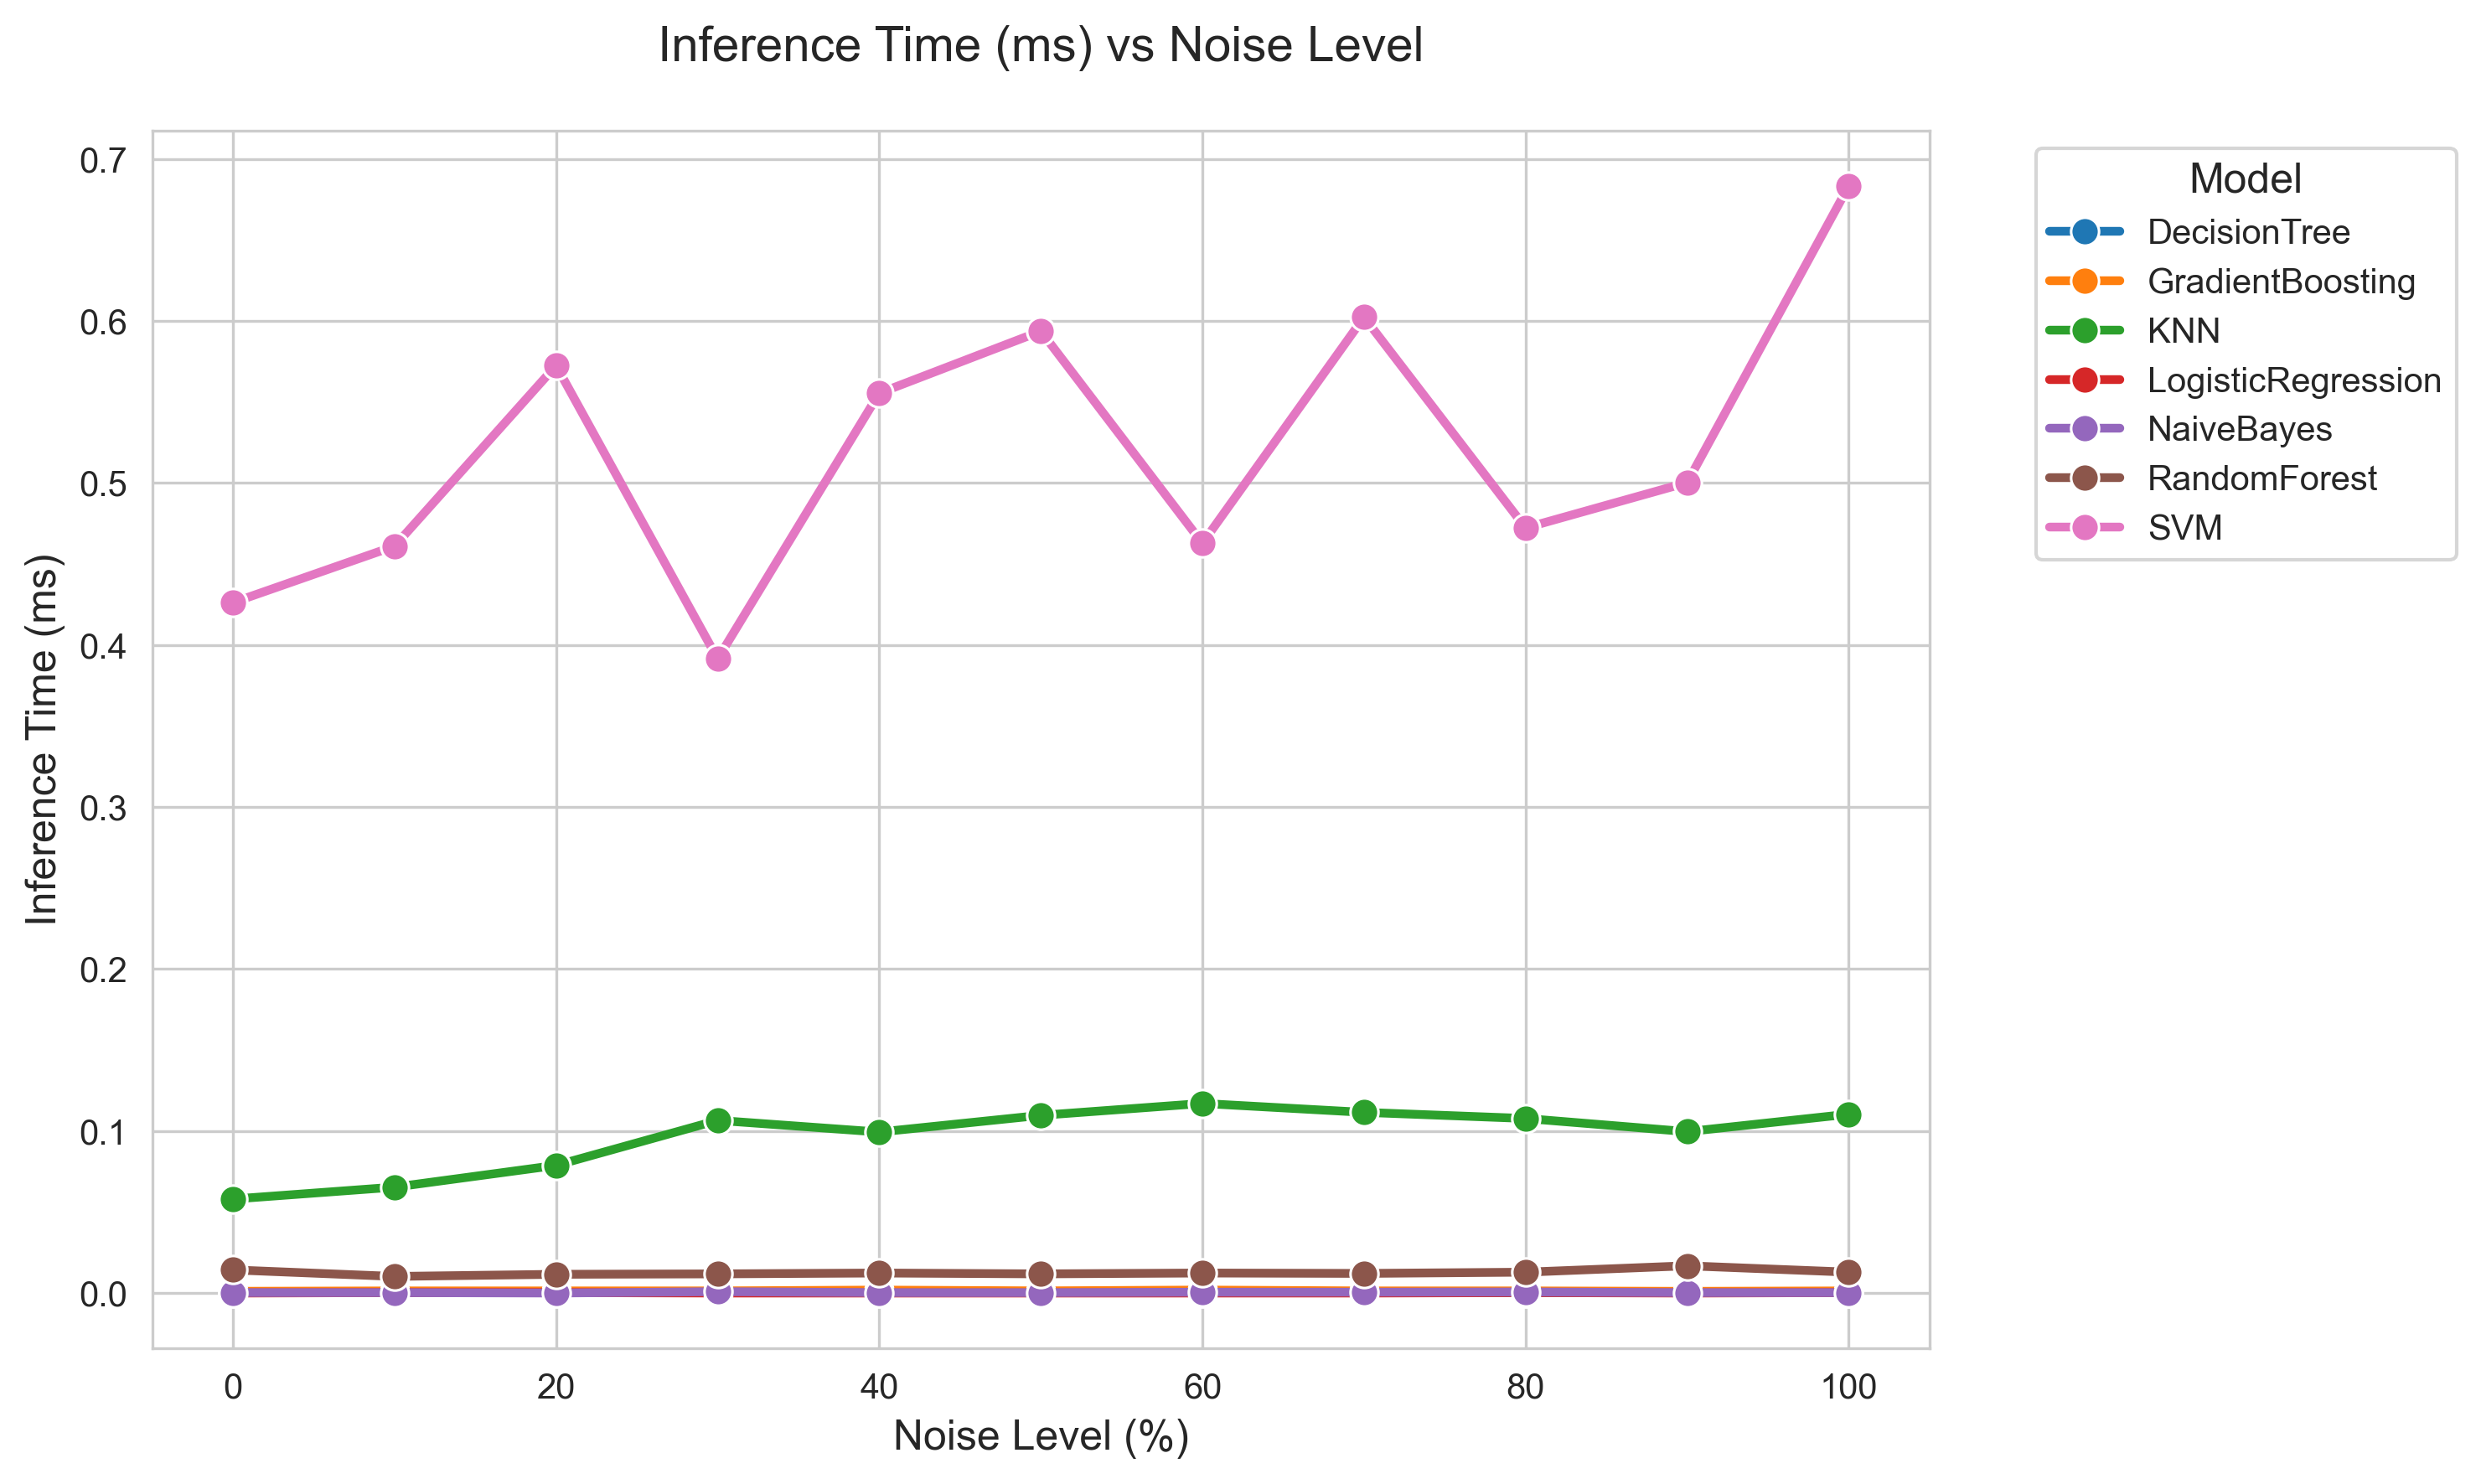 Inference Time (ms) vs Noise Level
0.7
0.6
0.5
0.4
0.3
0.2
0.1
0.0
Inference Time (ms)
0
20
40
60
80
100
Noise Level (%)
Model
DecisionTree
GradientBoosting
KNN
LogisticRegression
NaiveBayes
RandomForest
SVM